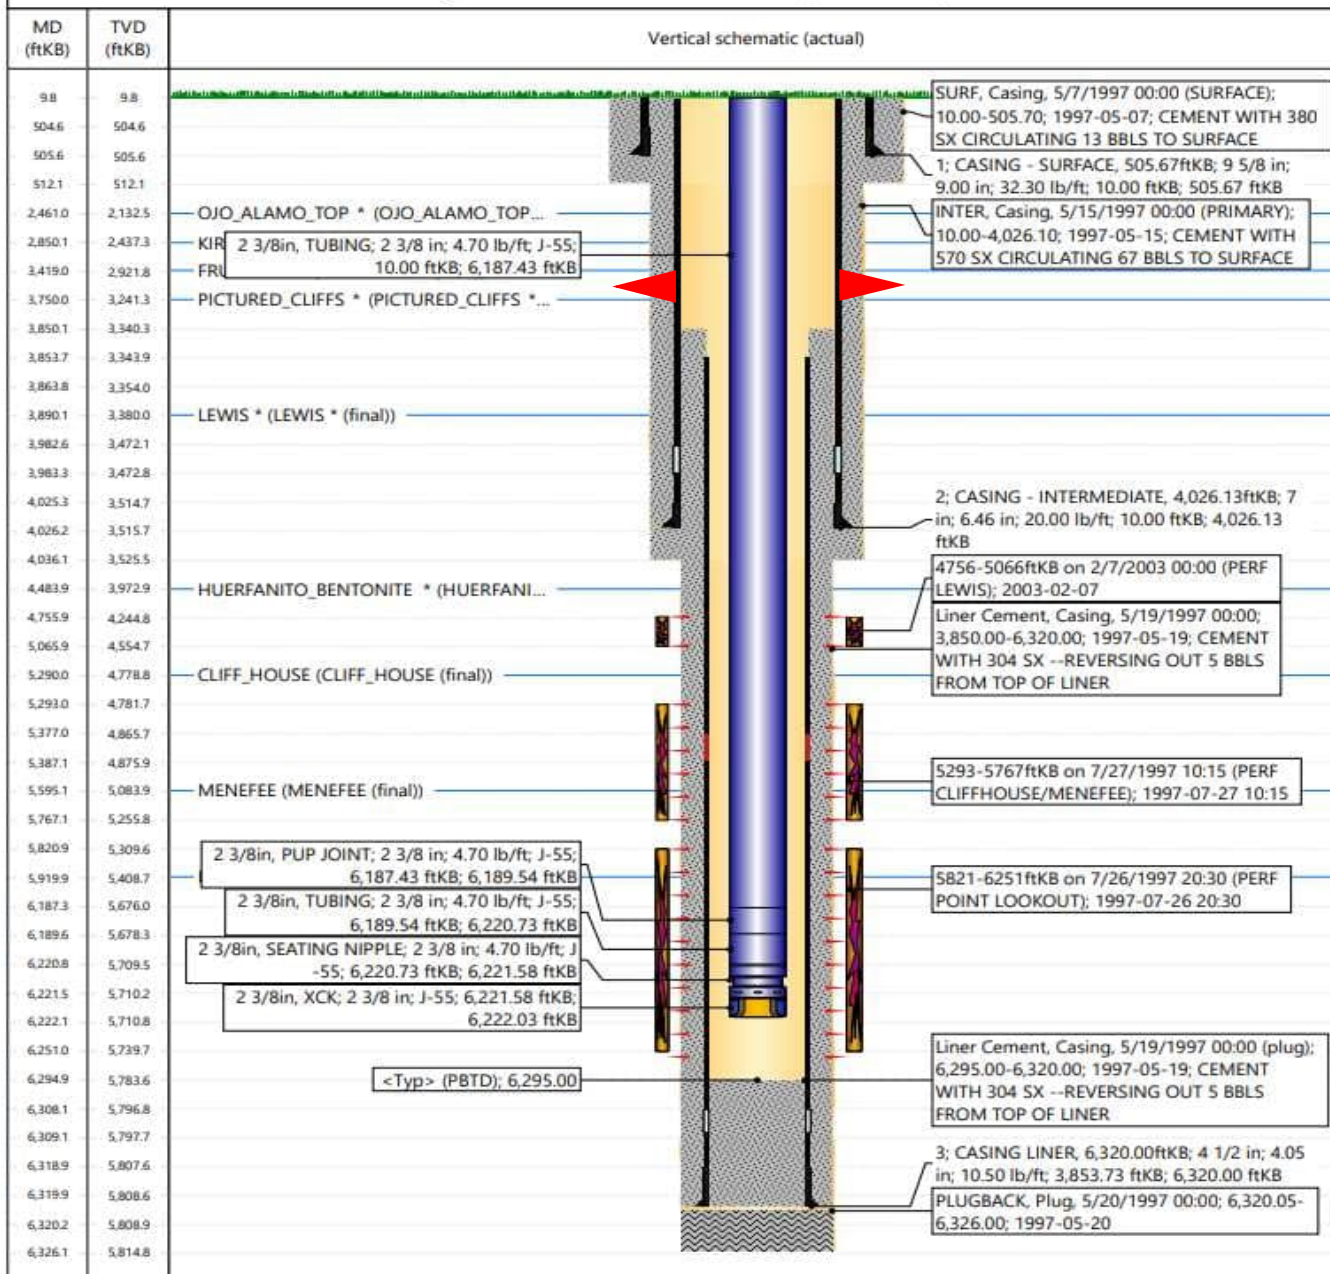 MD
(ftKB)
TVD
(ftKB)
Vertical schematic (actual)
9.8 9.8
504.6 504.6
505.6 505.6
512.1 512.1
2,461.0 2,132.5
2,850.1 2,437.3
3,419.0 2,921.8
3,750.0 3,241.3
3,850.1 3,340.3
3,853.7 3,343.9
3,863.8 3,354.0
3,890.1 3,380.0
3,982.6 3,472.1
3,983.3 3,472.8
4,025.3 3,514.7
4,026.2 3,515.7
4,036.1 3,525.5
4,483.9 3,972.9
4,755.9 4,244.8
5,065.9 4,554.7
5,290.0 4,778.8
5,293.0 4,781.7
5,377.0 4,865.7
5,387.1 4,875.9
5,595.1 5,083.9
5,767.1 5,255.8
5,820.9 5,309.6
5,919.9 5,408.7
6,187.3 5,676.0
6,189.6 5,678.3
6,220.8 5,709.5
6,221.5 5,710.2
6,222.1 5,710.8
6,251.0 5,739.7
6,294.9 5,783.6
6,308.1 5,796.8
6,309.1 5,797.7
6,318.9 5,807.6
6,319.9 5,808.6
6,320.2 5,808.9
6,326.1 5,814.8
OJO_ALAMO_TOP * (OJO_ALAMO_TOP...
KIR
2 3/8in, TUBING; 2 3/8 in; 4.70 lb/ft; J-55;
10.00 ftKB; 6,187.43 ftKB
FRU
PICTURED_CLIFFS * (PICTURED_CLIFFS *...
LEWIS * (LEWIS * (final))
HUERFANITO_BENTONITE * (HUERFANI...
CLIFF_HOUSE (CLIFF_HOUSE (final))
MENEFEE (MENEFEE (final))
2 3/8in, PUP JOINT; 2 3/8 in; 4.70 lb/ft; J-55;
6,187.43 ftKB; 6,189.54 ftKB
2 3/8in, TUBING; 2 3/8 in; 4.70 lb/ft; J-55;
6,189.54 ftKB; 6,220.73 ftKB
2 3/8in, SEATING NIPPLE; 2 3/8 in; 4.70 lb/ft; J
-55; 6,220.73 ftKB; 6,221.58 ftKB
2 3/8in, XCK; 2 3/8 in; J-55; 6,221.58 ftKB;
6,222.03 ftKB
<Typ> (PBTD); 6,295.00
SURF, Casing, 5/7/1997 00:00 (SURFACE);
10.00-505.70; 1997-05-07; CEMENT WITH 380
SX CIRCULATING 13 BBLS TO SURFACE
1; CASING - SURFACE, 505.67ftKB; 9 5/8 in;
9.00 in; 32.30 lb/ft; 10.00 ftKB; 505.67 ftKB
INTER, Casing, 5/15/1997 00:00 (PRIMARY);
10.00-4,026.10; 1997-05-15; CEMENT WITH
570 SX CIRCULATING 67 BBLS TO SURFACE
2; CASING - INTERMEDIATE, 4,026.13ftKB; 7
in; 6.46 in; 20.00 lb/ft; 10.00 ftKB; 4,026.13
ftKB
4756-5066ftKB on 2/7/2003 00:00 (PERF
LEWIS); 2003-02-07
Liner Cement, Casing, 5/19/1997 00:00;
3,850.00-6,320.00; 1997-05-19; CEMENT
WITH 304 SX --REVERSING OUT 5 BBLS
FROM TOP OF LINER
5293-5767ftKB on 7/27/1997 10:15 (PERF
CLIFFHOUSE/MENEFEE); 1997-07-27 10:15
5821-6251ftKB on 7/26/1997 20:30 (PERF
POINT LOOKOUT); 1997-07-26 20:30
Liner Cement, Casing, 5/19/1997 00:00 (plug);
6,295.00-6,320.00; 1997-05-19; CEMENT
WITH 304 SX --REVERSING OUT 5 BBLS
FROM TOP OF LINER
3; CASING LINER, 6,320.00ftKB; 4 1/2 in; 4.05
in; 10.50 lb/ft; 3,853.73 ftKB; 6,320.00 ftKB
PLUGBACK, Plug, 5/20/1997 00:00; 6,320.05-
6,326.00; 1997-05-20